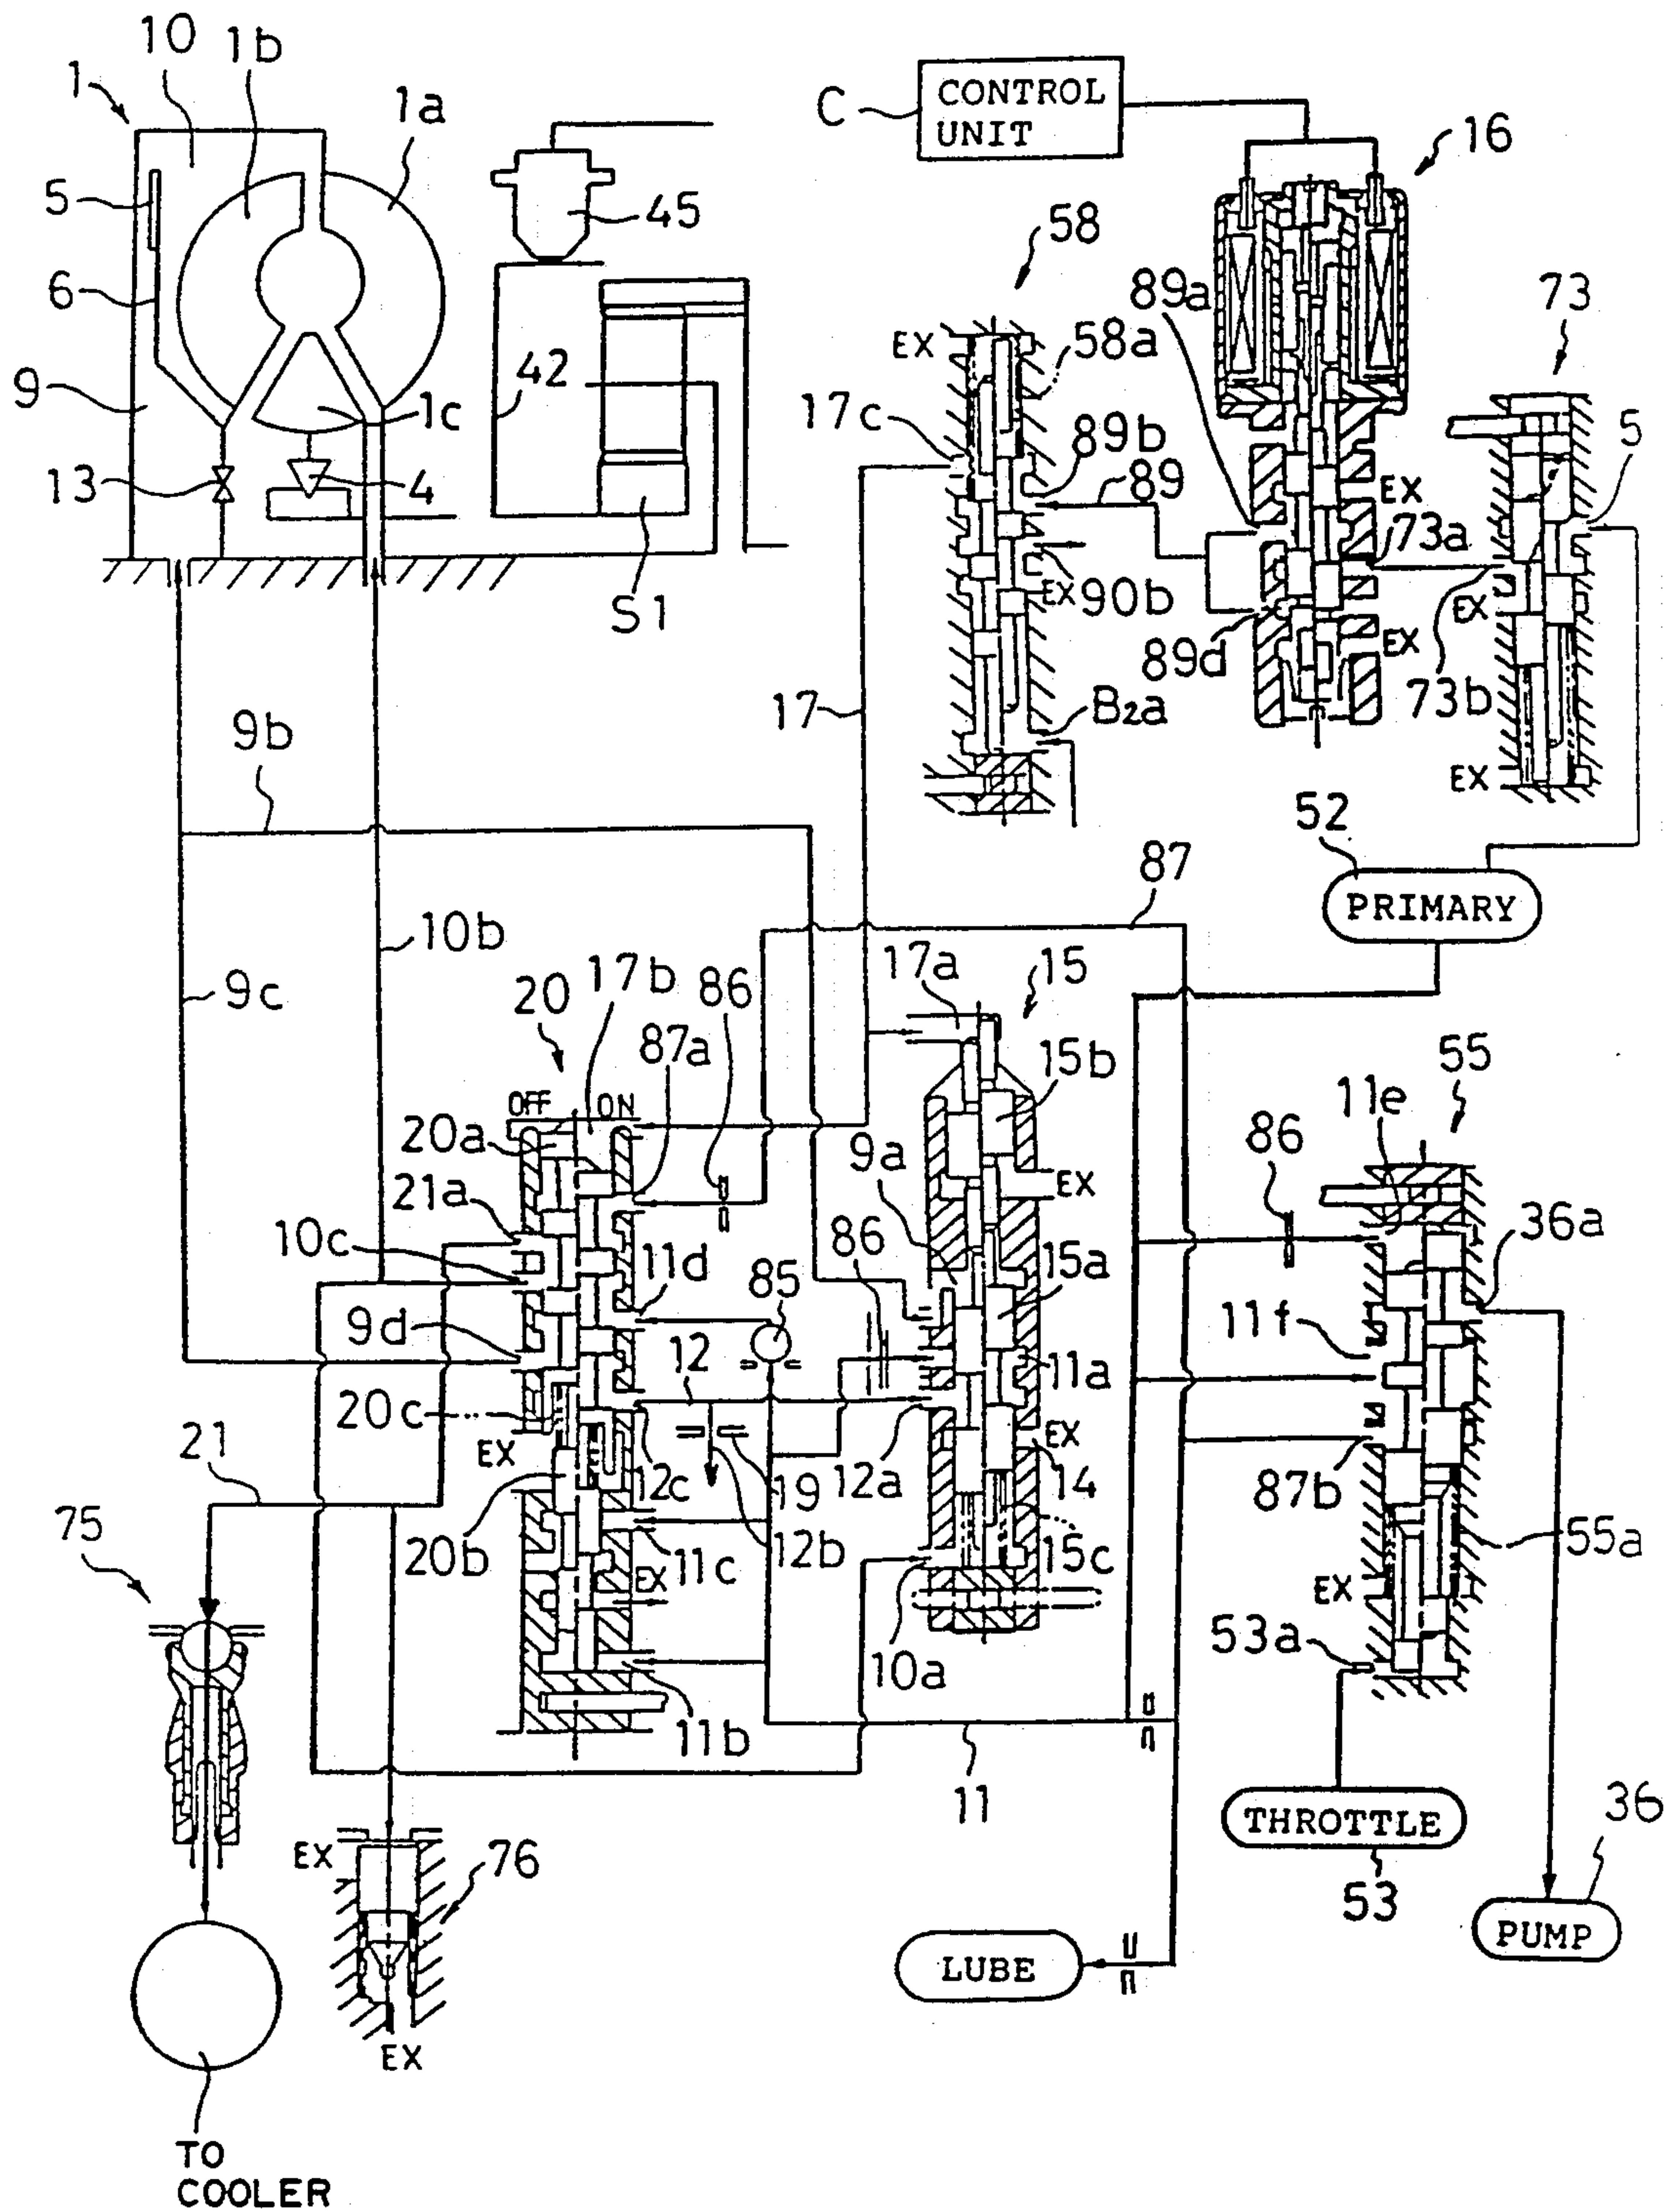 10
1b
1
1a
C
CONTROL
UNIT
16
5
45
58
6
89a
73
EX
58a
9
42
17c
1c
89b
5
13
4
89
EX
73a
S1
EX
90b
EX
89d
EX
73b
17
B2a
9b
EX
52
87
PRIMARY
10b
17a
15
9c
17b
86
20
87a
55
15b
11e
OFF
ON
86
20a
9a
EX
21a
36a
10c
86
11d
15a
85
9d
11f
12
11a
20c
EX
EX
21
12c
19
12a
14
87b
75
20b
11c
12b
15c
55a
EX
EX
53a
10a
11b
11
THROTTLE
36
EX
76
53
PUMP
LUBE
EX
TO
COOLER